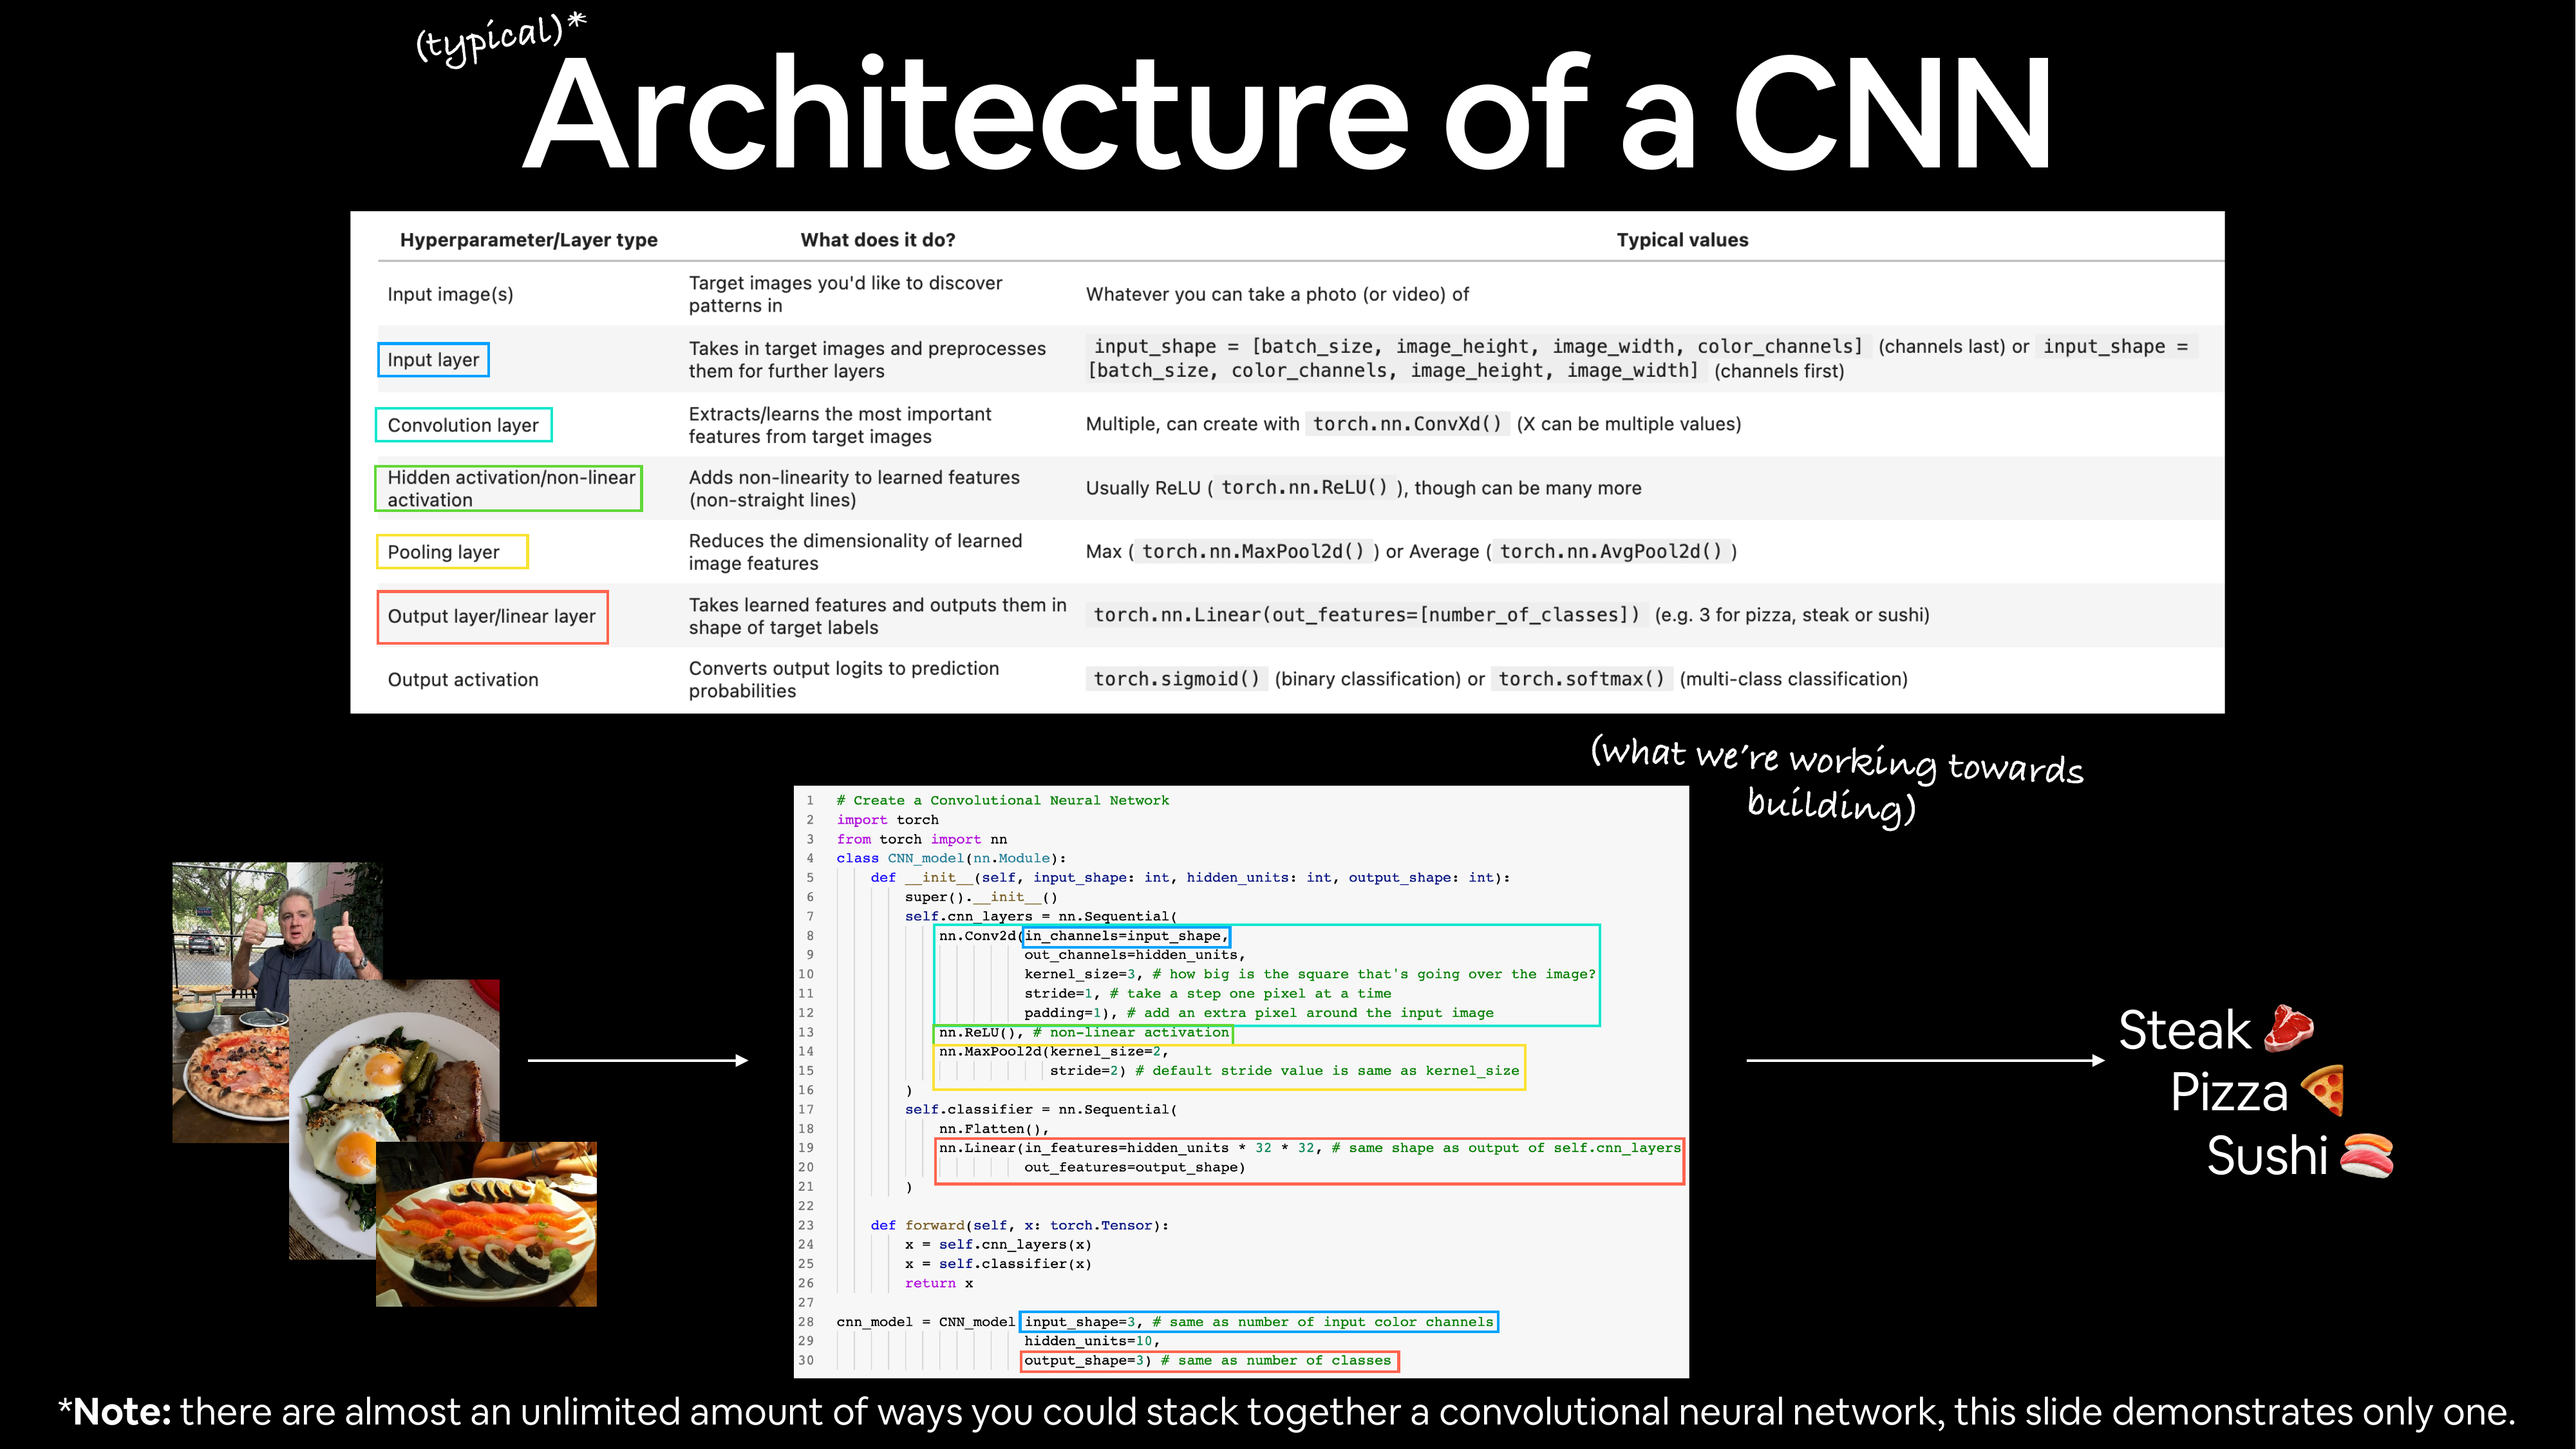 (typical)*
Architecture of a CNN
Hyperparameter/Layer type What does it do? Typical values
Input image(s) Target images you'd like to discover patterns in Whatever you can take a photo (or video) of
Input layer Takes in target images and preprocesses them for further layers input_shape = [batch_size, image_height, image_width, color_channels] (channels last) or input_shape = [batch_size, color_channels, image_height, image_width] (channels first)
Convolution layer Extracts/learns the most important features from target images Multiple, can create with torch.nn.ConvXd() (X can be multiple values)
Hidden activation/non-linear activation Adds non-linearity to learned features (non-straight lines) Usually ReLU ( torch.nn.ReLU() ), though can be many more
Pooling layer Reduces the dimensionality of learned image features Max ( torch.nn.MaxPool2d() ) or Average ( torch.nn.AvgPool2d() )
Output layer/linear layer Takes learned features and outputs them in shape of target labels torch.nn.Linear(out_features=[number_of_classes]) (e.g. 3 for pizza, steak or sushi)
Output activation Converts output logits to prediction probabilities torch.sigmoid() (binary classification) or torch.softmax() (multi-class classification)
(what we're working towards
building)
1 # Create a Convolutional Neural Network
2 import torch
3 from torch import nn
4 class CNN_model(nn.Module):
5 def __init__(self, input_shape: int, hidden_units: int, output_shape: int):
6 super().__init__()
7 self.cnn_layers = nn.Sequential(
8 nn.Conv2d(in_channels=input_shape,
9 out_channels=hidden_units,
10 kernel_size=3, # how big is the square that's going over the image?
11 stride=1, # take a step one pixel at a time
12 padding=1), # add an extra pixel around the input image
13 nn.ReLU(), # non-linear activation
14 nn.MaxPool2d(kernel_size=2,
15 stride=2) # default stride value is same as kernel_size
16 )
17 self.classifier = nn.Sequential(
18 nn.Flatten(),
19 nn.Linear(in_features=hidden_units * 32 * 32, # same shape as output of self.cnn_layers
20 out_features=output_shape)
21 )
22
23 def forward(self, x: torch.Tensor):
24 x = self.cnn_layers(x)
25 x = self.classifier(x)
26 return x
27
28 cnn_model = CNN_model input_shape=3, # same as number of input color channels
29 hidden_units=10,
30 output_shape=3) # same as number of classes
Steak
Pizza
Sushi
*Note: there are almost an unlimited amount of ways you could stack together a convolutional neural network, this slide demonstrates only one.